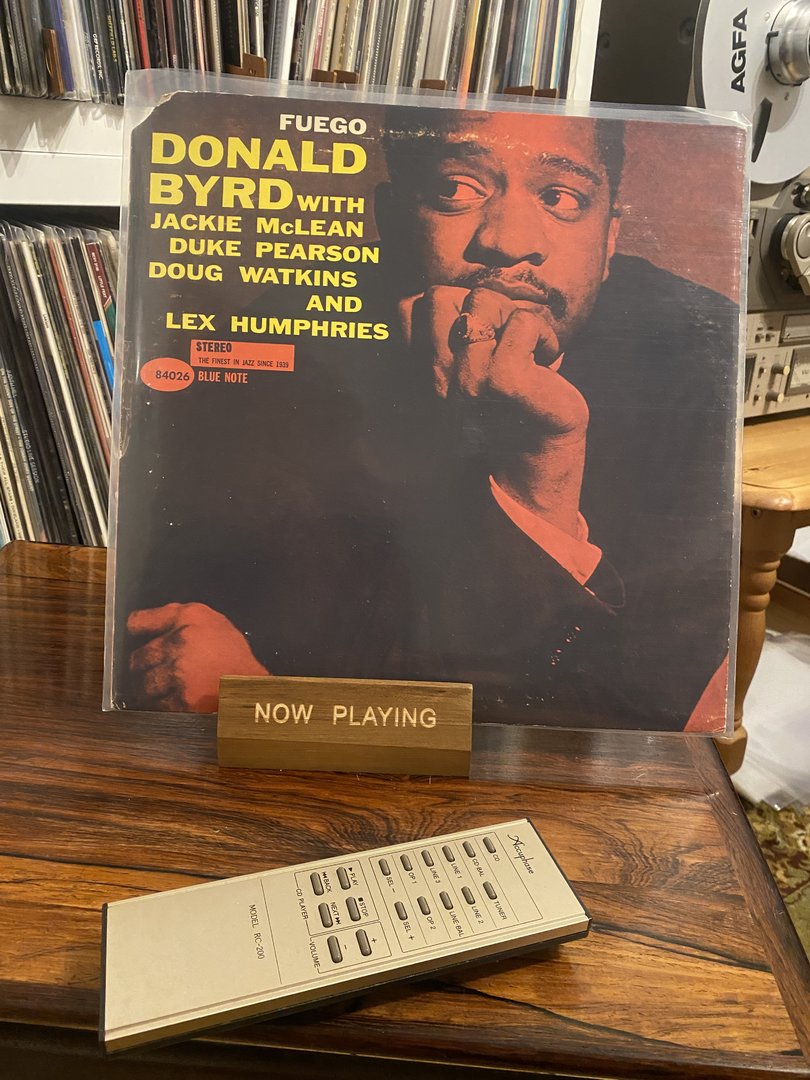 AGFA
FUEGO
DONALD
BYRD WITH
JACKIE McLEAN
DUKE PEARSON
DOUG WATKINS
AND
LEX HUMPHRIES
STEREO
THE FINEST IN JAZZ SINCE 1939
84026 BLUE NOTE
NOW PLAYING
Accuphase
CD
CD BAL
LINE 1
LINE 3
OP 1
SEL -
TUNER
LINE 2
LINE BAL
OP 2
SEL +
PLAY
BACK
STOP
NEXT
CD PLAYER
+
-
VOLUME
MODEL RC-200